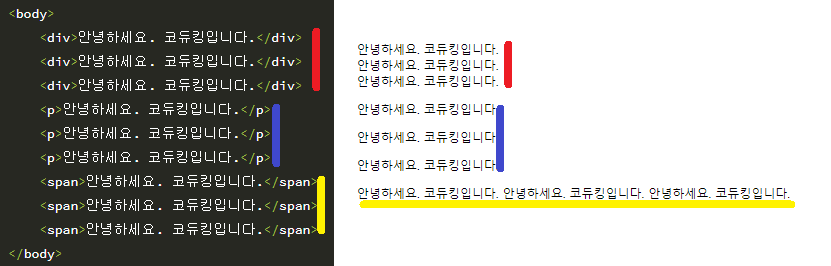 <body>
<div>안녕하세요. 코듀킹입니다.</div>
<div>안녕하세요. 코듀킹입니다.</div>
<div>안녕하세요. 코듀킹입니다.</div>
<p>안녕하세요. 코듀킹입니다.</p>
<p>안녕하세요. 코듀킹입니다.</p>
<p>안녕하세요. 코듀킹입니다.</p>
<span>안녕하세요. 코듀킹입니다.</span>
<span>안녕하세요. 코듀킹입니다.</span>
<span>안녕하세요. 코듀킹입니다.</span>
</body>
안녕하세요. 코듀킹입니다.
안녕하세요. 코듀킹입니다.
안녕하세요. 코듀킹입니다.
안녕하세요. 코듀킹입니다
안녕하세요. 코듀킹입니다
안녕하세요. 코듀킹입니다
안녕하세요. 코듀킹입니다. 안녕하세요. 코듀킹입니다. 안녕하세요. 코듀킹입니다.